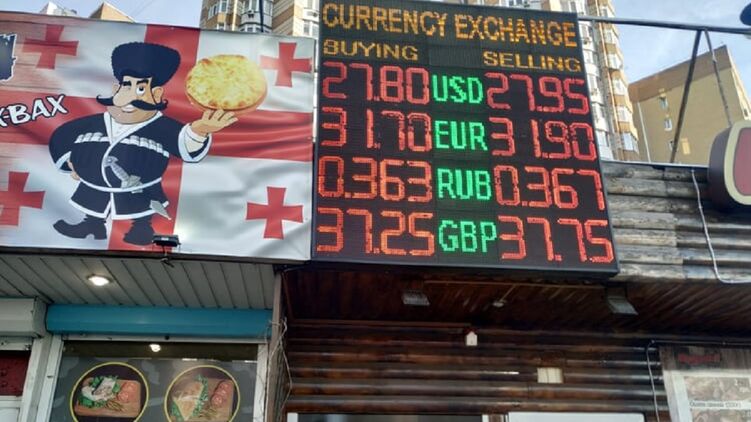 CURRENCY EXCHANGE
BUYING SELLING
27.80 USD 27.95
31.70 EUR 31.90
0.363 RUB 0.367
37.25 GBP 37.75
-ВАХ